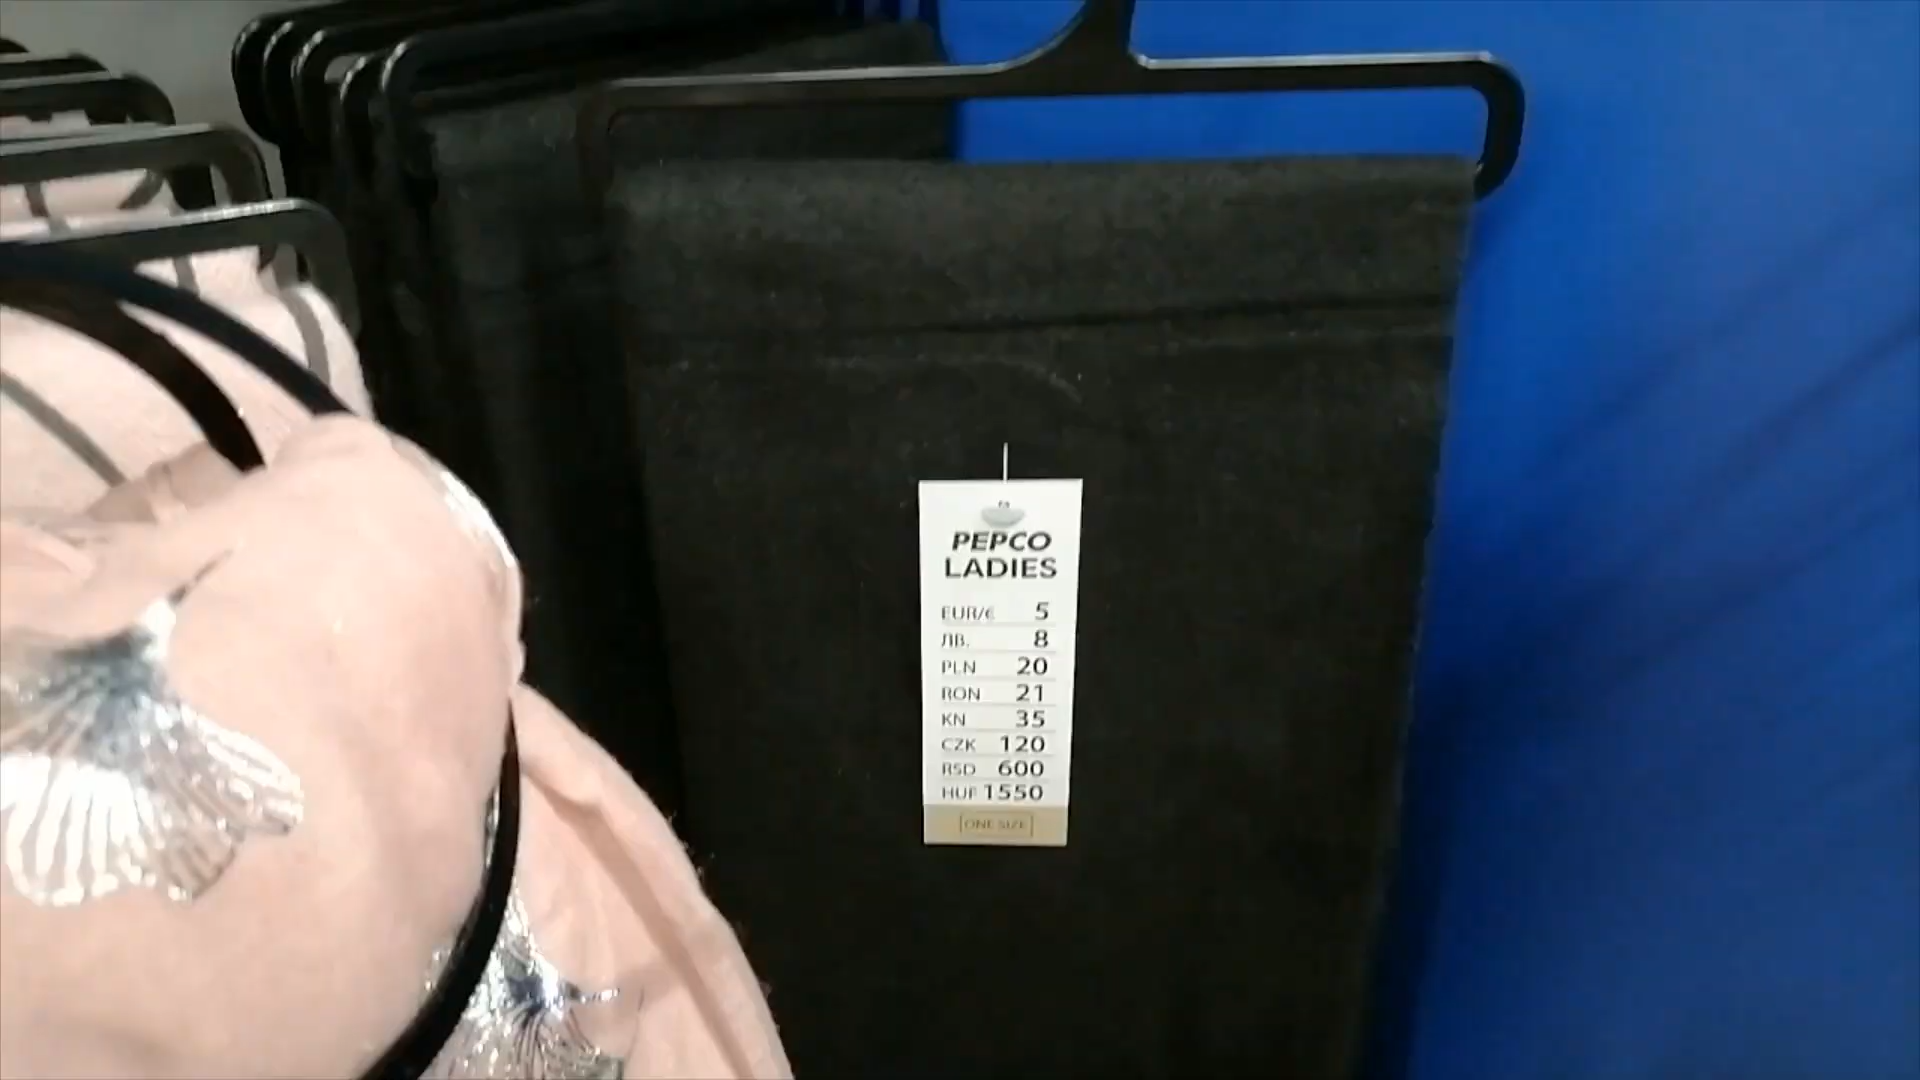 PEPCO
LADIES
EUR/€ 5
ЛВ. 8
PLN 20
RON 21
KN 35
CZK 120
RSD 600
HUF 1550
ONE SIZE